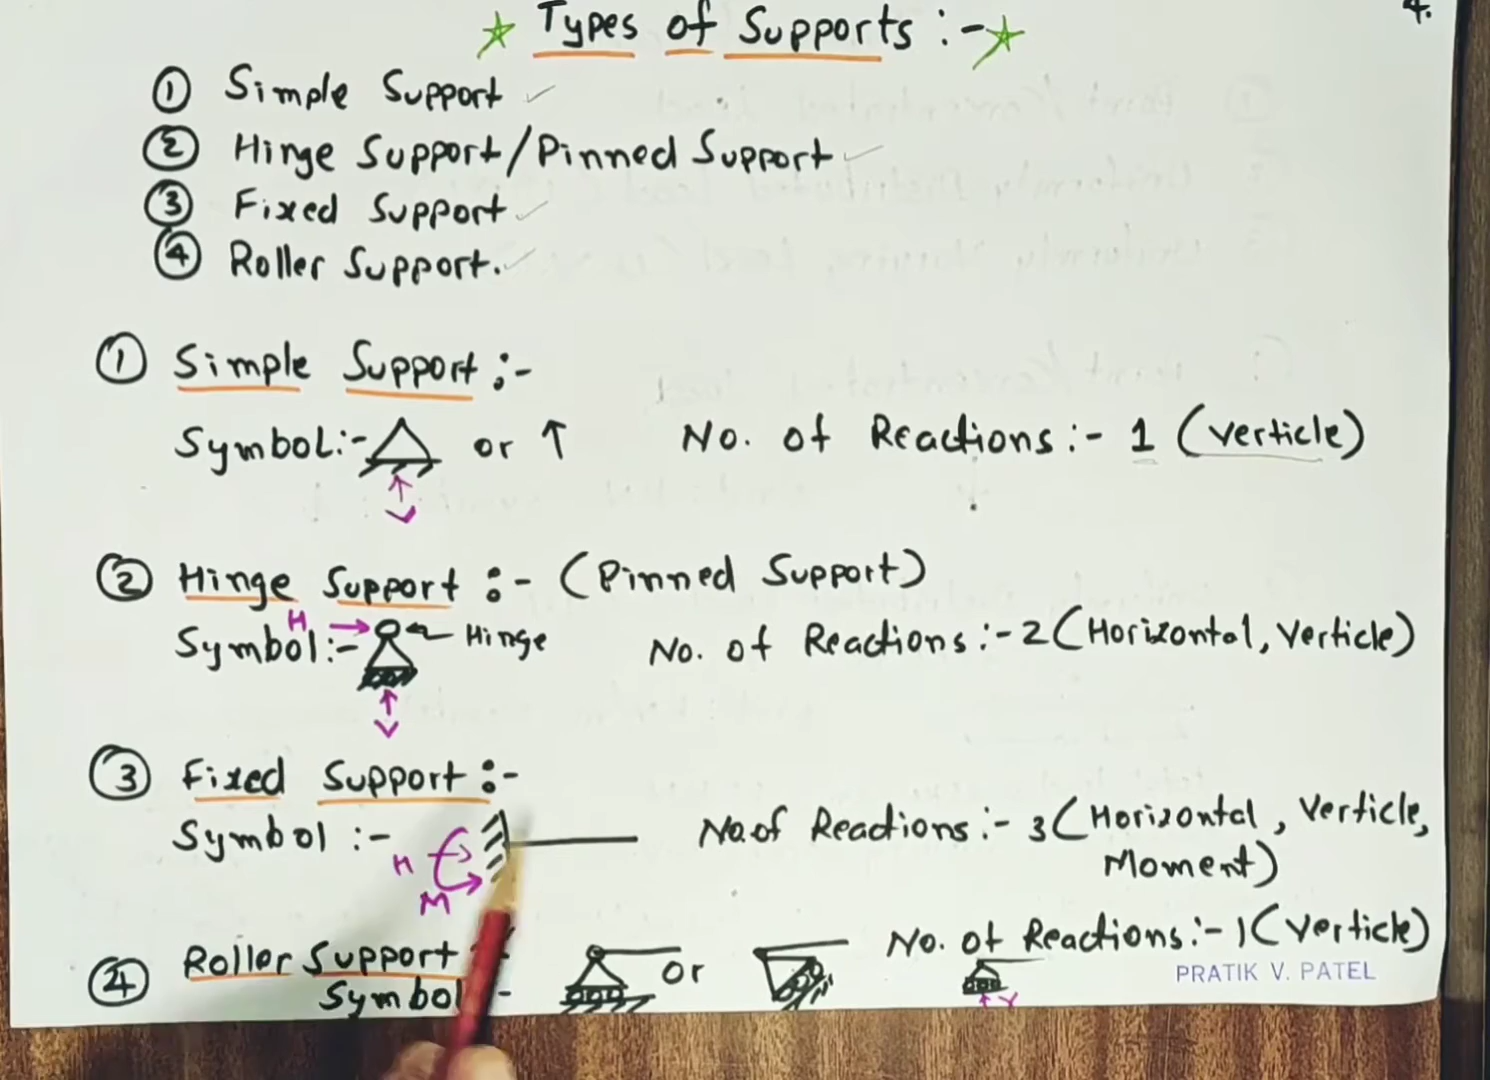 4.
Types of Supports :-
① Simple Support
② Hinge Support/Pinned Support
③ Fixed Support
④ Roller Support.
① Simple Support :-
Symbol:- or ↑ No. of Reactions :- 1 (verticle)
V
② Hinge Support :- (Pinned Support)
H
Symbol:- Hinge No. of Reactions :- 2 (Horizontal, Verticle)
V
③ Fixed Support :-
Symbol :- No. of Reactions :- 3 (Horizontal, Verticle,
Moment)
H
M
④ Roller Support No. of Reactions :- 1 (Verticle)
Symbol - or
V
PRATIK V. PATEL